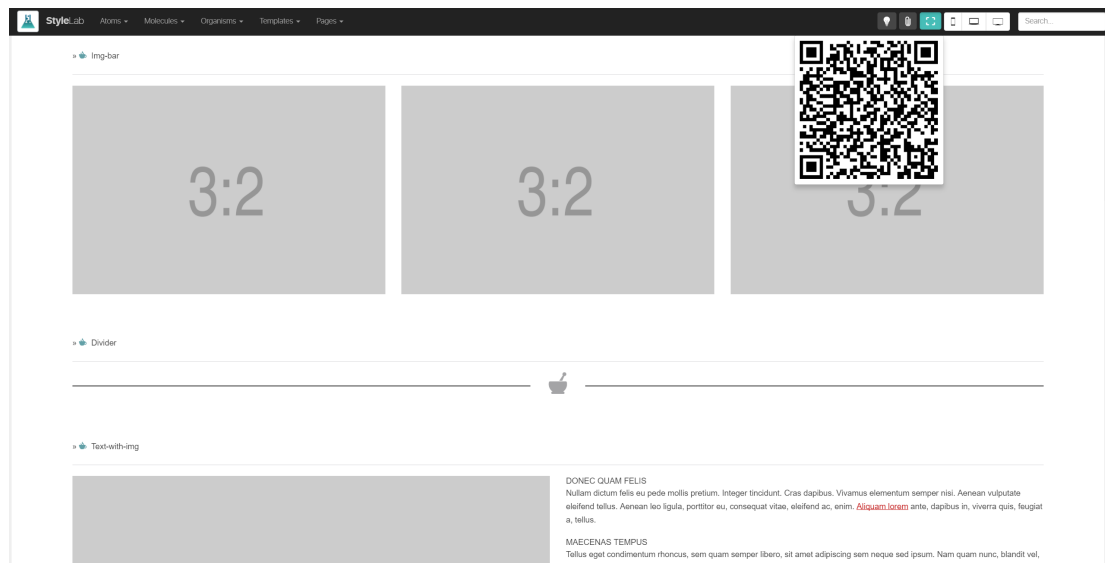 StyleLab Atoms Molecules Organisms Templates Pages Search...
» Img-bar
3:2 3:2 3:2
» Divider
» Text-with-img
DONEC QUAM FELIS
Nullam dictum felis eu pede mollis pretium. Integer tincidunt. Cras dapibus. Vivamus elementum semper nisi. Aenean vulputate
eleifend tellus. Aenean leo ligula, porttitor eu, consequat vitae, eleifend ac, enim. Aliquam lorem ante, dapibus in, viverra quis, feugiat
a, tellus.
MAECENAS TEMPUS
Tellus eget condimentum rhoncus, sem quam semper libero, sit amet adipiscing sem neque sed ipsum. Nam quam nunc, blandit vel,